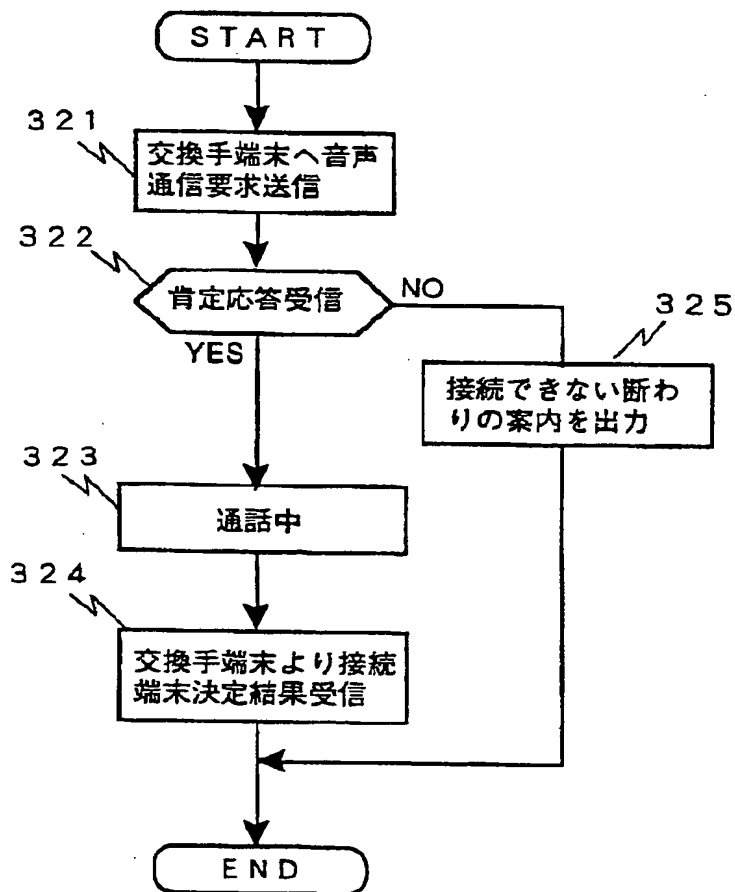 START
321
交換手端末へ音声
通信要求送信
322
肯定応答受信
NO
YES
325
接続できない断わ
りの案内を出力
323
通話中
324
交換手端末より接続
端末決定結果受信
END